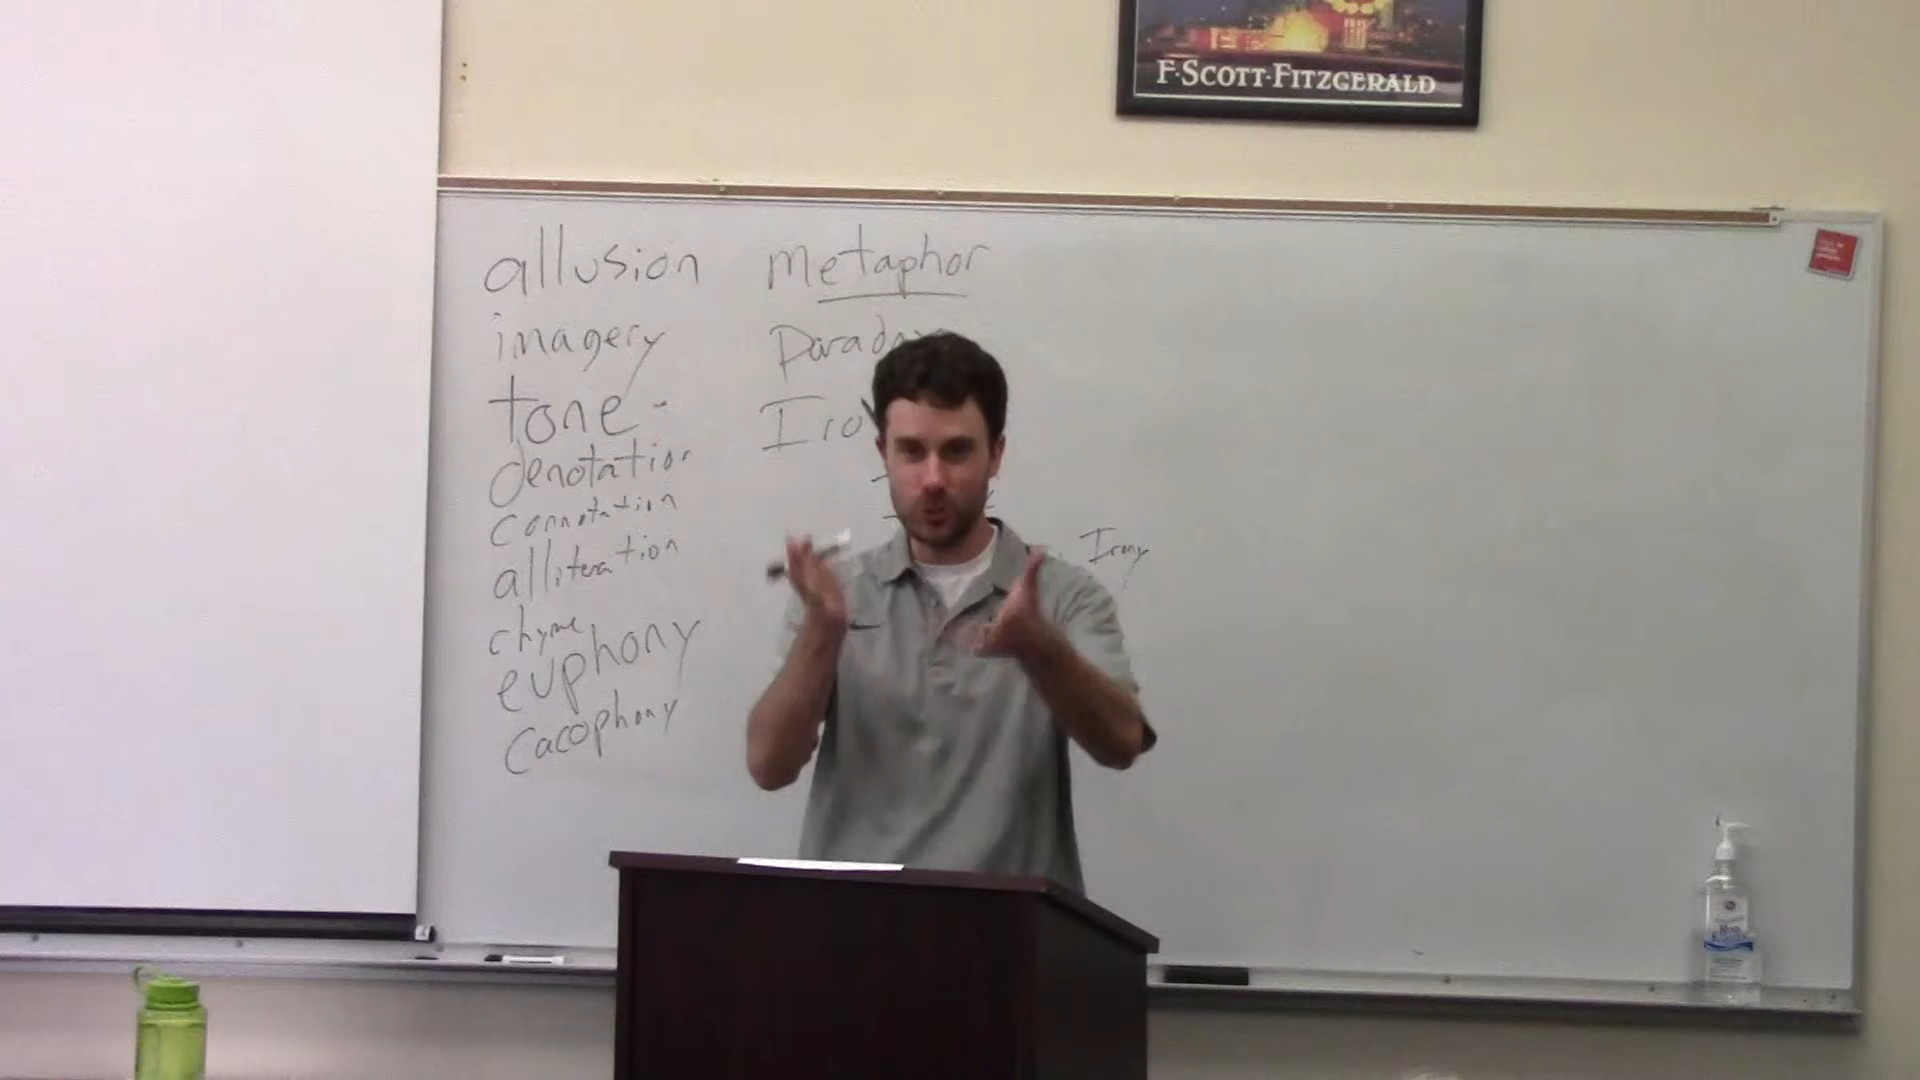 F·SCOTT·FITZGERALD
allusion
imagery
tone -
denotation
connotation
alliteration
rhyme
euphony
cacophony
metaphor
Irony